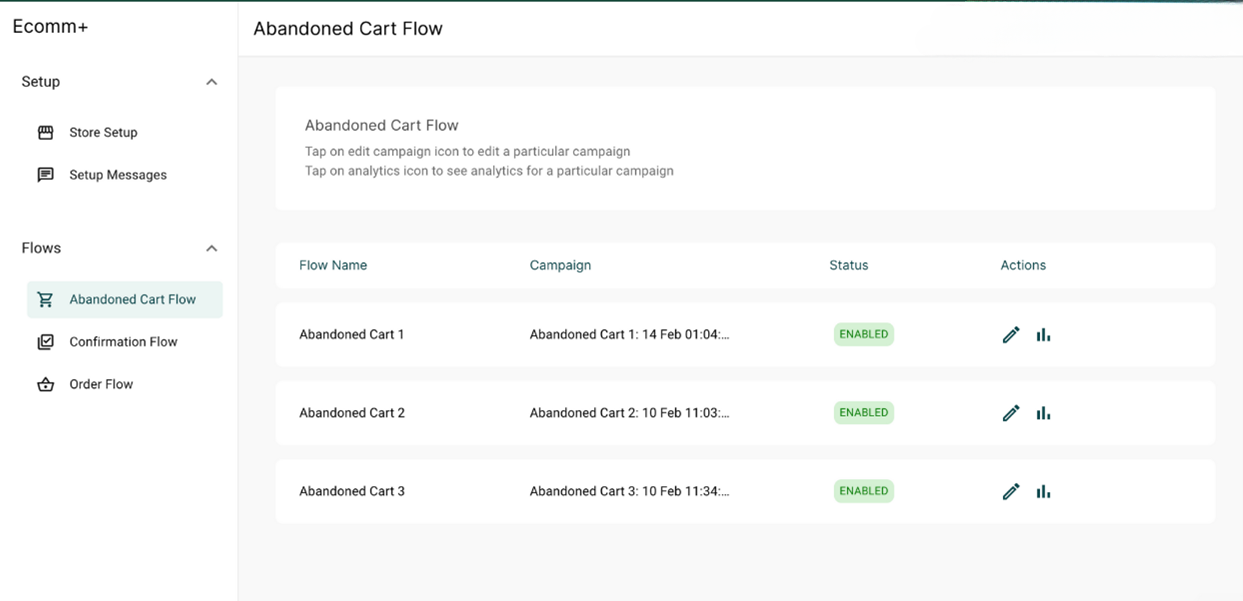 Ecomm+
Abandoned Cart Flow
Setup
Store Setup
Setup Messages
Flows
Abandoned Cart Flow
Confirmation Flow
Order Flow
Abandoned Cart Flow
Tap on edit campaign icon to edit a particular campaign
Tap on analytics icon to see analytics for a particular campaign
Flow Name Campaign Status Actions
Abandoned Cart 1 Abandoned Cart 1: 14 Feb 01:04:... ENABLED
Abandoned Cart 2 Abandoned Cart 2: 10 Feb 11:03:... ENABLED
Abandoned Cart 3 Abandoned Cart 3: 10 Feb 11:34:... ENABLED